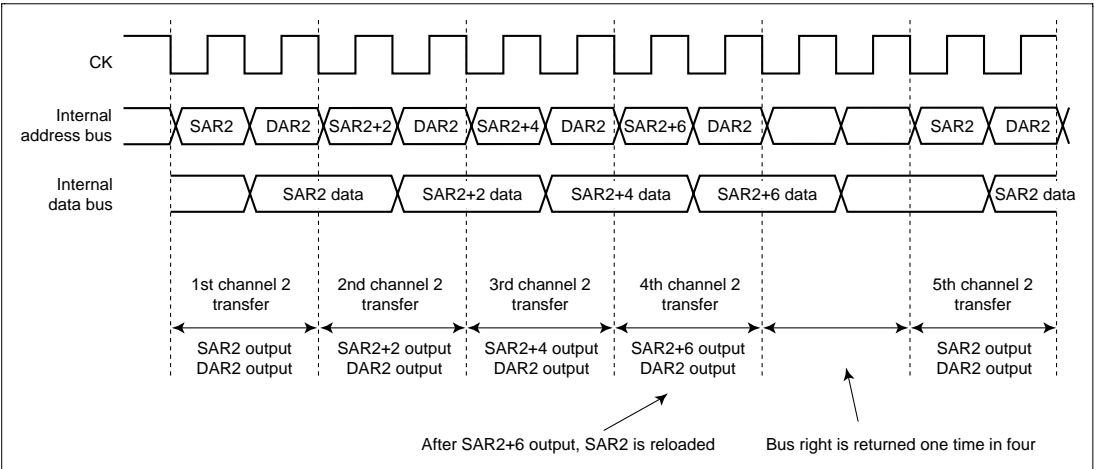 CK
Internal
address bus
SAR2 DAR2 SAR2+2 DAR2 SAR2+4 DAR2 SAR2+6 DAR2 SAR2 DAR2
Internal
data bus
SAR2 data SAR2+2 data SAR2+4 data SAR2+6 data SAR2 data
1st channel 2
transfer
2nd channel 2
transfer
3rd channel 2
transfer
4th channel 2
transfer
5th channel 2
transfer
SAR2 output
DAR2 output
SAR2+2 output
DAR2 output
SAR2+4 output
DAR2 output
SAR2+6 output
DAR2 output
SAR2 output
DAR2 output
After SAR2+6 output, SAR2 is reloaded
Bus right is returned one time in four